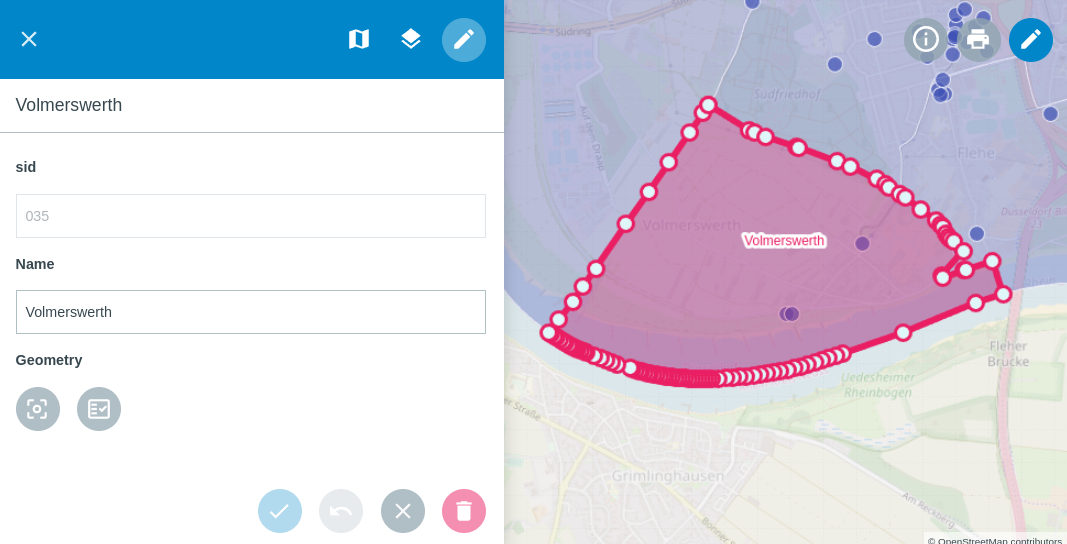 Volmerswerth
sid
035
Name
Volmerswerth
Geometry
Südring
Auf'm Draap
Südfriedhof
Flehe
Volmerswerth
Volmerswerth
Fleher
Brücke
Uedesheimer
Rheinbogen
Grimlinghausen
Am Reckberg
Bonner
© OpenStreetMap contributors